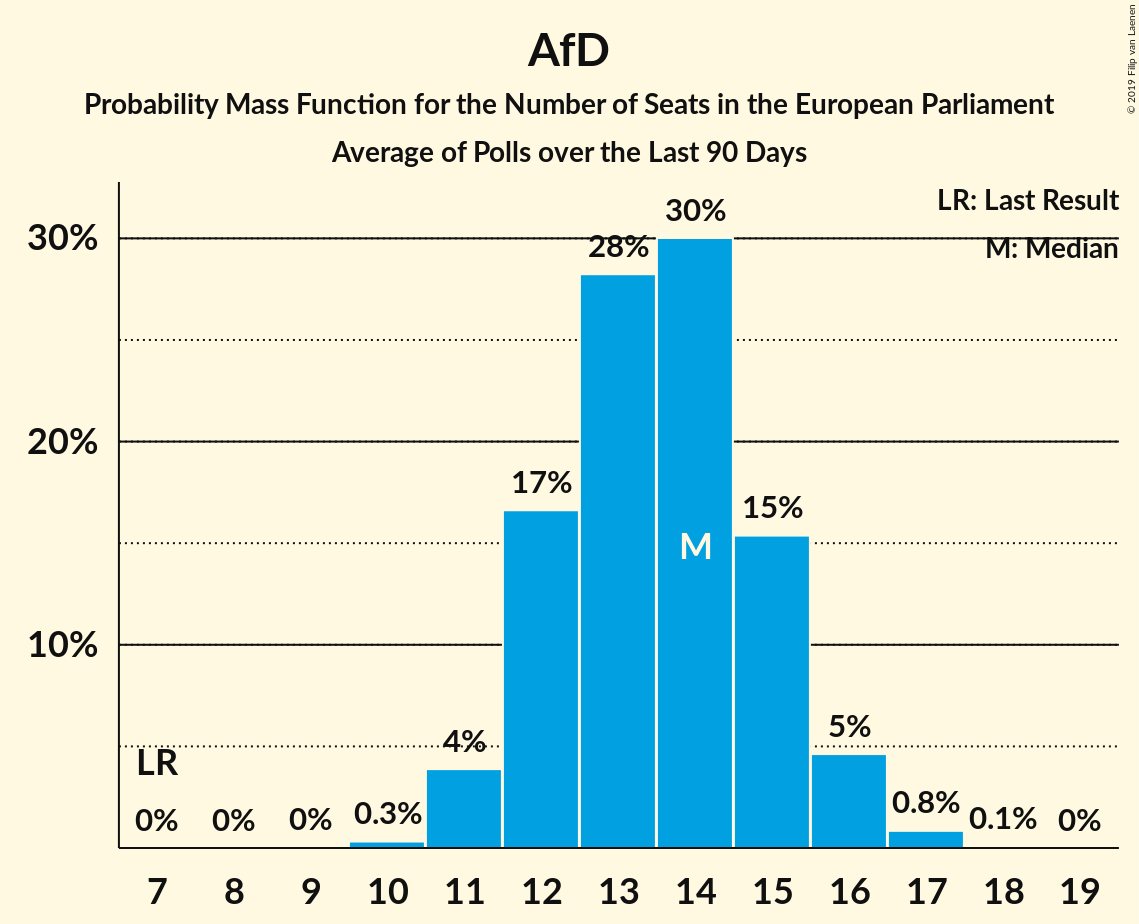 AfD
Probability Mass Function for the Number of Seats in the European Parliament
Average of Polls over the Last 90 Days
© 2019 Filip van Laenen
LR: Last Result
M: Median
30%
20%
10%
LR
0%
0%
0%
0.3%
4%
17%
28%
30%
M
15%
5%
0.8%
0.1%
0%
7 8 9 10 11 12 13 14 15 16 17 18 19